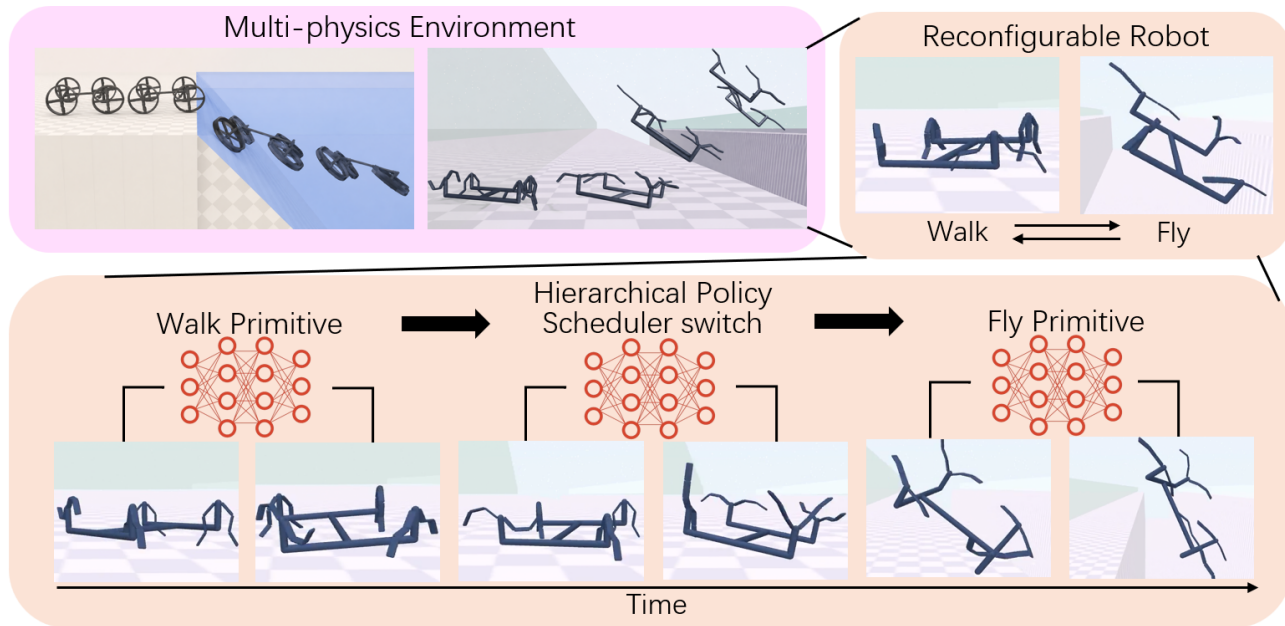 Multi-physics Environment
Reconfigurable Robot
Walk
Fly
Hierarchical Policy
Walk Primitive
Scheduler switch
Fly Primitive
Time